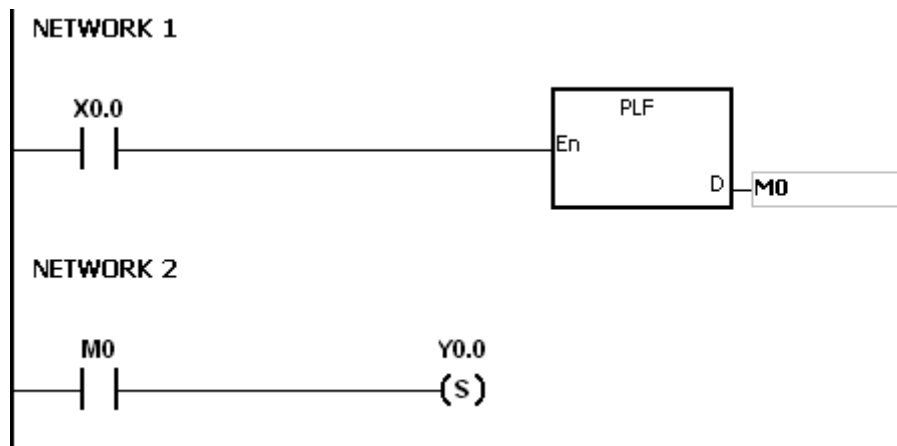 NETWORK 1
X0.0
PLF
En
D
M0
NETWORK 2
M0
Y0.0
(S)